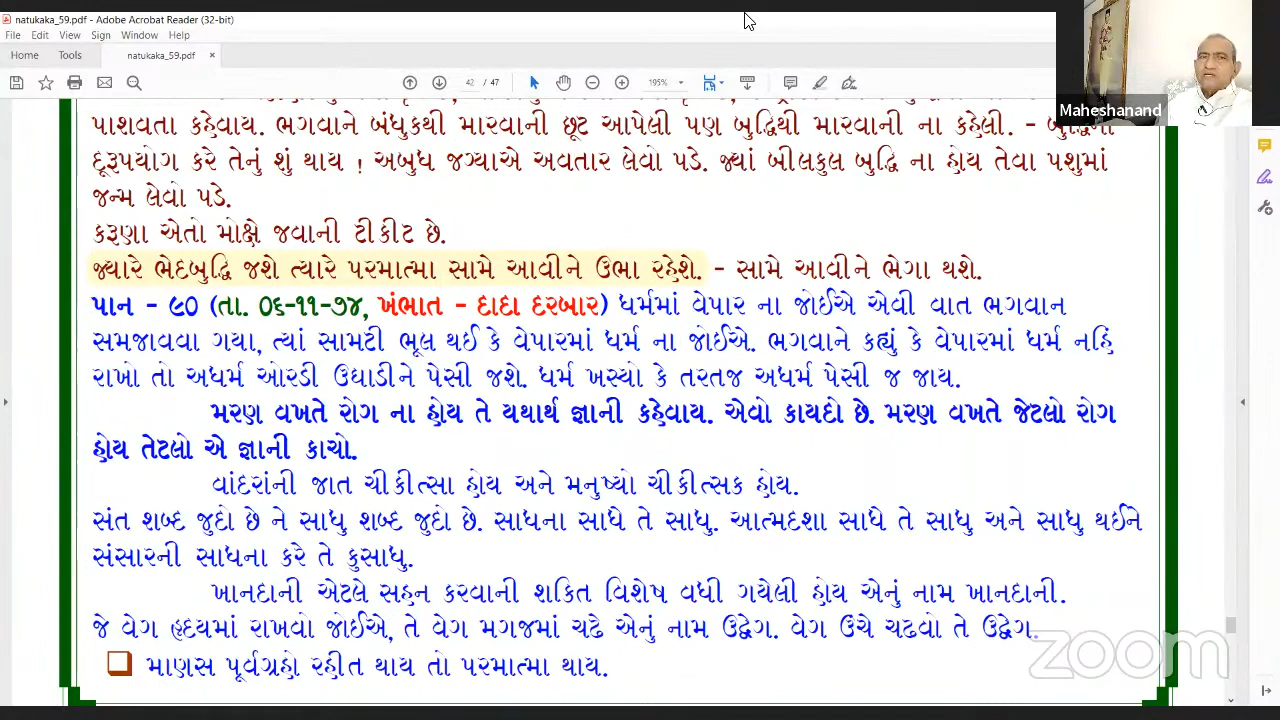 natukaka_59.pdf - Adobe Acrobat Reader (32-bit)
File Edit View Sign Window Help
Home Tools natukaka_59.pdf ×
42 / 47 195%
Maheshanand
પાશવતા કહેવાય. ભગવાને બંધુકથી મારવાની છૂટ આપેલી પણ બુદ્ધિથી મારવાની ના કહેલી. -
દૂરૂપયોગ કરે તેનું શું થાય ! અબુધ જગ્યાએ અવતાર લેવો પડે. જ્યાં બીલકુલ બુદ્ધિ ના હોય તેવા પશુમાં
જન્મ લેવો પડે.
કરૂણા એતો મોક્ષે જવાની ટીકીટ છે.
જ્યારે ભેદબુદ્ધિ જશે ત્યારે પરમાત્મા સામે આવીને ઉભા રહેશે. - સામે આવીને ભેગા થશે.
પાન - ૯૦ (તા. ૦૬-૧૧-૭૪, ખંભાત - દાદા દરબાર) ધર્મમાં વેપાર ના જોઈએ એવી વાત ભગવાન
સમજાવવા ગયા, ત્યાં સામટી ભૂલ થઈ કે વેપારમાં ધર્મ ના જોઈએ. ભગવાને કહ્યું કે વેપારમાં ધર્મ નહિં
રાખો તો અધર્મ ઓરડી ઉઘાડીને પેસી જશે. ધર્મ ખસ્યો કે તરતજ અધર્મ પેસી જ જાય.
મરણ વખતે રોગ ના હોય તે યથાર્થ જ્ઞાની કહેવાય. એવો કાયદો છે. મરણ વખતે જેટલો રોગ
હોય તેટલો એ જ્ઞાની કાચો.
વાંદરાંની જાત ચીકીત્સા હોય અને મનુષ્યો ચીકીત્સક હોય.
સંત શબ્દ જુદો છે ને સાધુ શબ્દ જુદો છે. સાધના સાધૈ તે સાધુ. આત્મદશા સાધૈ તે સાધુ અને સાધુ થઈને
સંસારની સાધના કરે તે કુસાધુ.
ખાનદાની એટલે સહન કરવાની શકિત વિશેષ વધી ગયેલી હોય એનું નામ ખાનદાની.
જે વેગ હૃદયમાં રાખવો જોઈએ, તે વેગ મગજમાં ચઢે એનું નામ ઉદ્વેગ. વેગ ઉંચે ચઢવો તે ઉદ્વેગ.
માણસ પૂર્વગ્રહો રહીત થાય તો પરમાત્મા થાય.
zoom